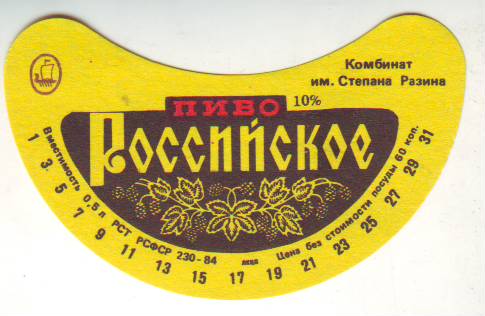 Комбинат
им. Степана Разина
ПИВО 10%
Российское
Вместимость 0,5 л РСТ РСФСР 230-84 Цена без стоимости посуды 60 коп.
1 3 5 7 9 11 13 15 17 19 21 23 25 27 29 31